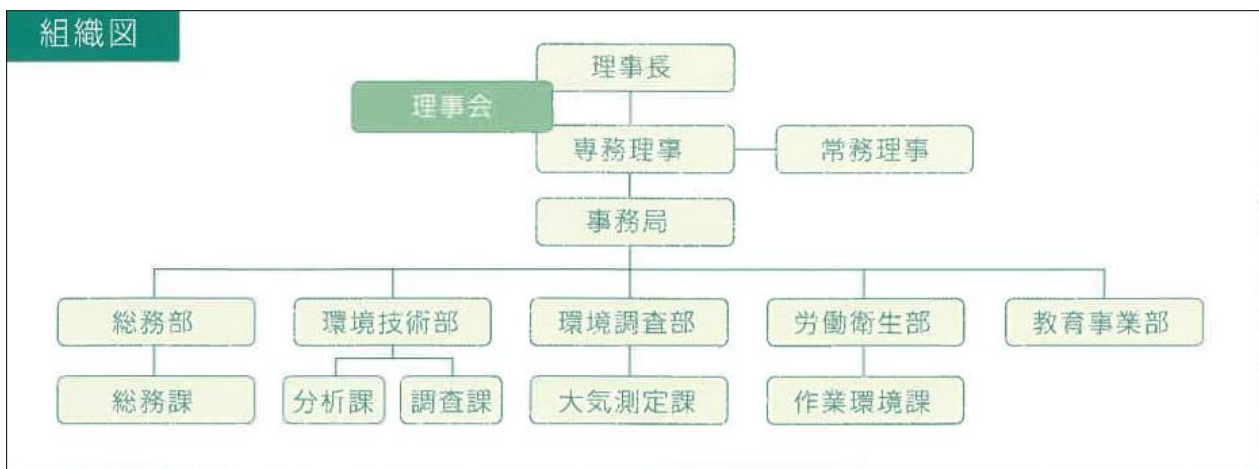 組織図
理事長
理事会
専務理事
常務理事
事務局
総務部
環境技術部
環境調査部
労働衛生部
教育事業部
総務課
分析課
調査課
大気測定課
作業環境課